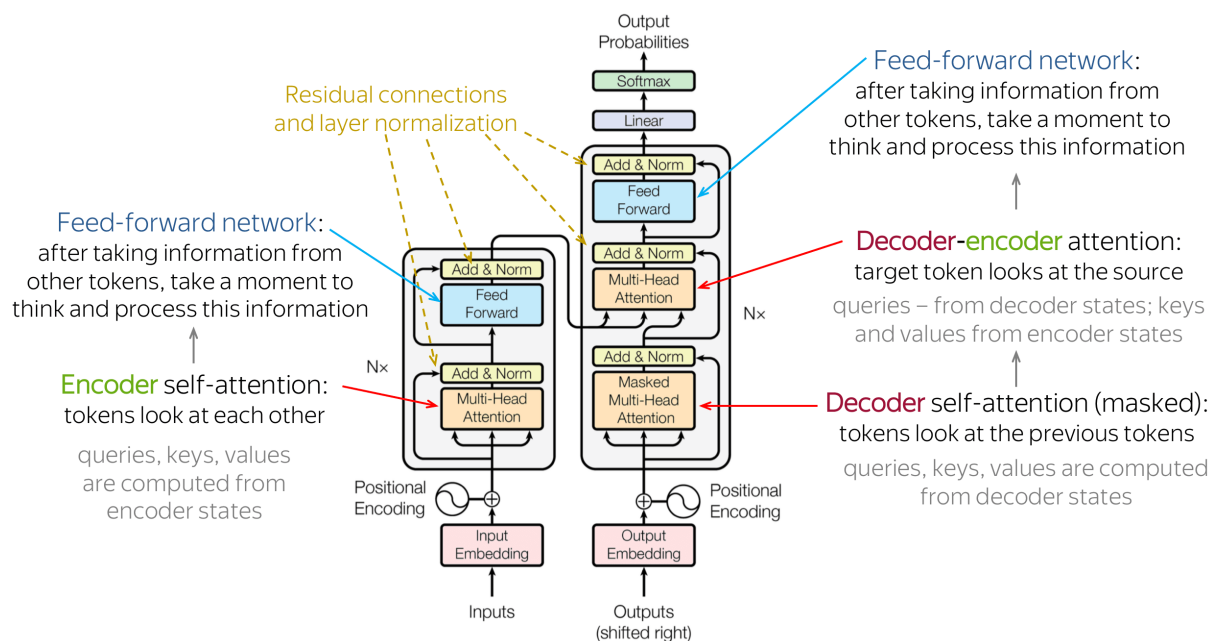 Output
Probabilities
Softmax
Linear
Add & Norm
Feed
Forward
Add & Norm
Multi-Head
Attention
Add & Norm
Masked
Multi-Head
Attention
N×
Positional
Encoding
Output
Embedding
Outputs
(shifted right)
Add & Norm
Feed
Forward
Add & Norm
Multi-Head
Attention
N×
Positional
Encoding
Input
Embedding
Inputs
Residual connections
and layer normalization
Feed-forward network:
after taking information from
other tokens, take a moment to
think and process this information
Encoder self-attention:
tokens look at each other
queries, keys, values
are computed from
encoder states
Feed-forward network:
after taking information from
other tokens, take a moment to
think and process this information
Decoder-encoder attention:
target token looks at the source
queries – from decoder states; keys
and values from encoder states
Decoder self-attention (masked):
tokens look at the previous tokens
queries, keys, values are computed
from decoder states